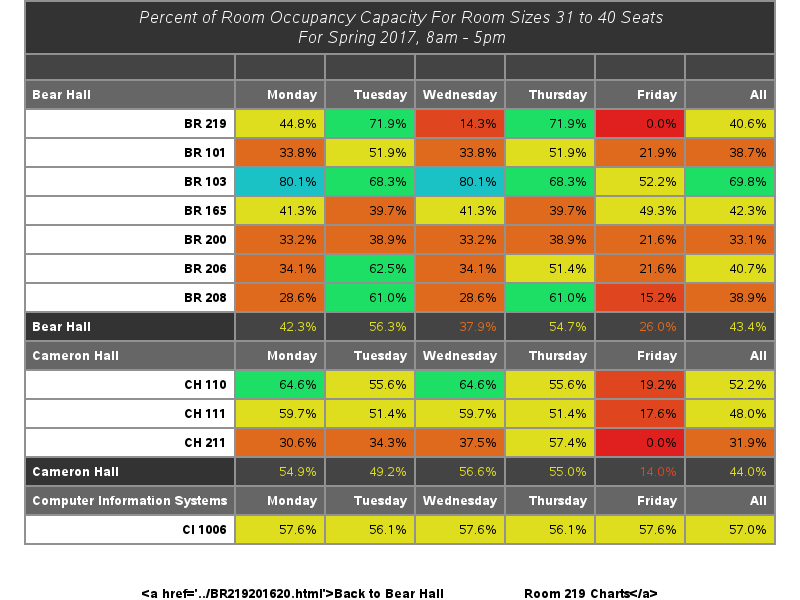 Percent of Room Occupancy Capacity For Room Sizes 31 to 40 Seats
For Spring 2017, 8am - 5pm
Bear Hall Monday Tuesday Wednesday Thursday Friday All
BR 219 44.8% 71.9% 14.3% 71.9% 0.0% 40.6%
BR 101 33.8% 51.9% 33.8% 51.9% 21.9% 38.7%
BR 103 80.1% 68.3% 80.1% 68.3% 52.2% 69.8%
BR 165 41.3% 39.7% 41.3% 39.7% 49.3% 42.3%
BR 200 33.2% 38.9% 33.2% 38.9% 21.6% 33.1%
BR 206 34.1% 62.5% 34.1% 51.4% 21.6% 40.7%
BR 208 28.6% 61.0% 28.6% 61.0% 15.2% 38.9%
Bear Hall 42.3% 56.3% 37.9% 54.7% 26.0% 43.4%
Cameron Hall Monday Tuesday Wednesday Thursday Friday All
CH 110 64.6% 55.6% 64.6% 55.6% 19.2% 52.2%
CH 111 59.7% 51.4% 59.7% 51.4% 17.6% 48.0%
CH 211 30.6% 34.3% 37.5% 57.4% 0.0% 31.9%
Cameron Hall 54.9% 49.2% 56.6% 55.0% 14.0% 44.0%
Computer Information Systems Monday Tuesday Wednesday Thursday Friday All
CI 1006 57.6% 56.1% 57.6% 56.1% 57.6% 57.0%
<a href='../BR219201620.html'>Back to Bear Hall Room 219 Charts</a>